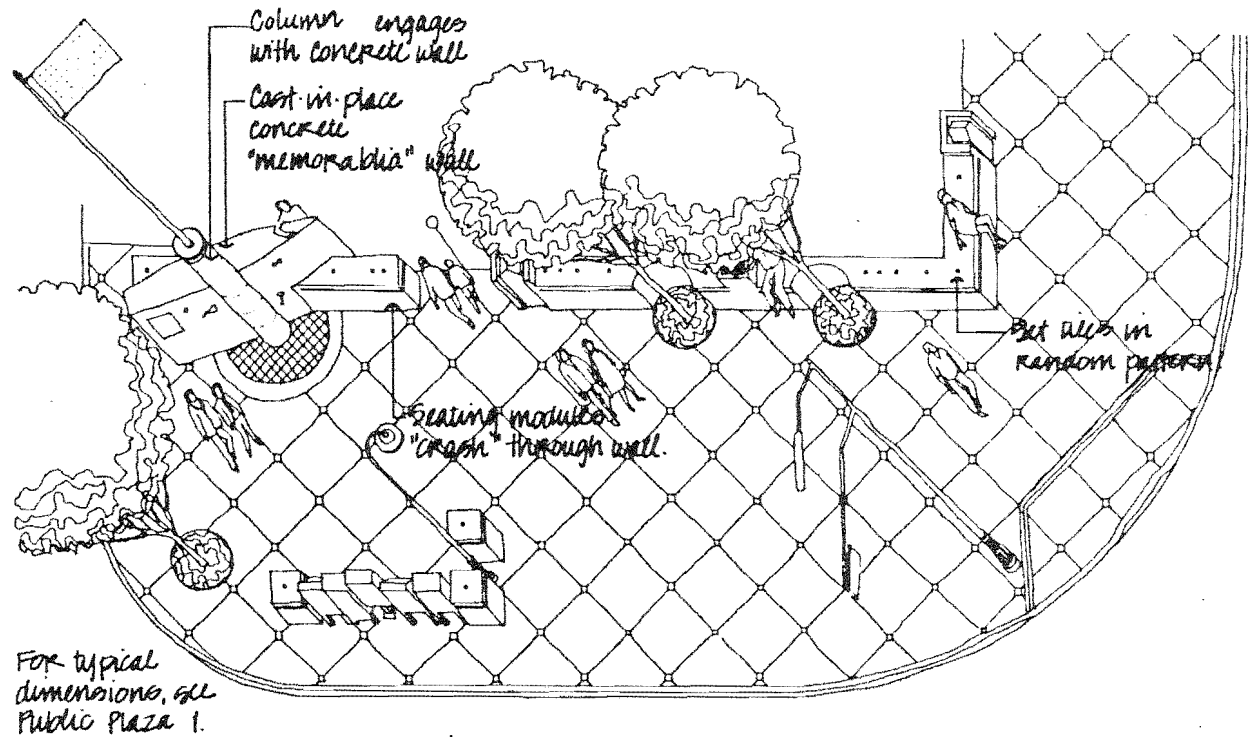 Column engages
with concrete wall
Cast-in-place
concrete
"memorablia" wall
Set tiles in
random pattern.
Seating modules
"crash" through wall.
For typical
dimensions, see
Public Plaza 1.